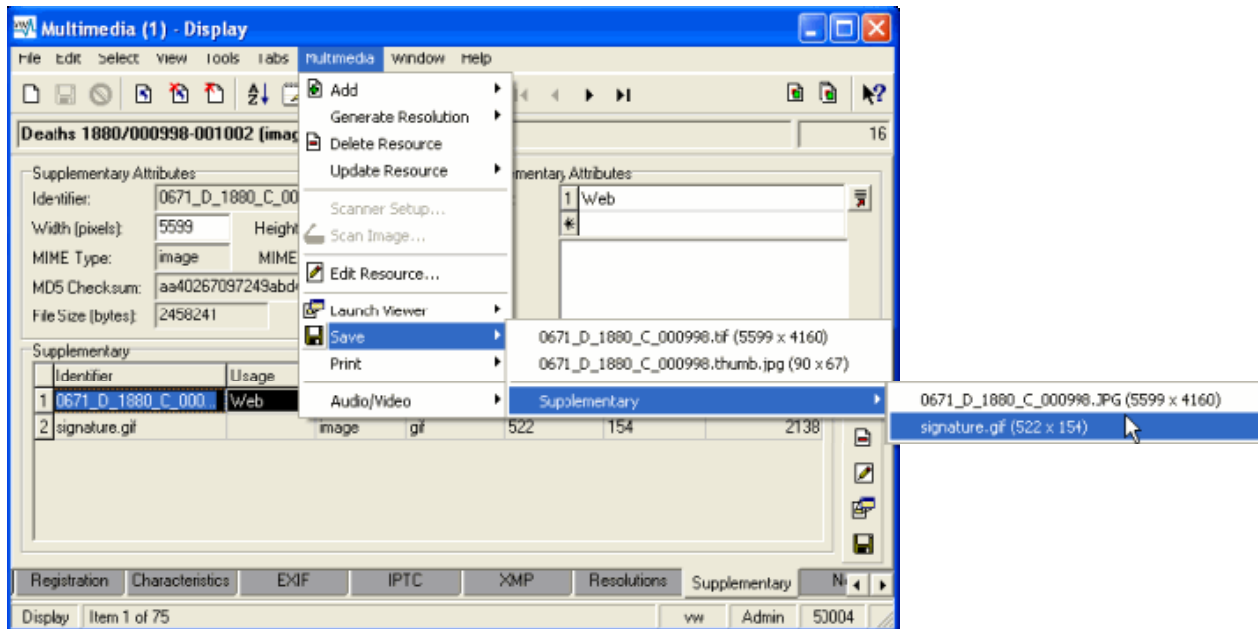 Multimedia (1) - Display
File Edit Select View Tools Tabs Multimedia Window Help
Deaths 1880/000998-001002 (imag 16
Add
Generate Resolution
Delete Resource
Update Resource
Scanner Setup...
Scan Image...
Edit Resource...
Launch Viewer
Save
Print
Audio/Video
Supplementary Attributes
Identifier: 0671_D_1880_C_00
Width (pixels): 5599 Height
MIME Type: image MIME
MD5 Checksum: aa40267097249abd
File Size (bytes): 2458241
mentary Attributes
1 Web
0671_D_1880_C_000998.tif (5599 x 4160)
0671_D_1880_C_000998.thumb.jpg (90 x 67)
Supplementary
0671_D_1880_C_000998.JPG (5599 x 4160)
signature.gif (522 x 154)
Supplementary
Identifier Usage
1 0671_D_1880_C_000... Web
2 signature.gif image gif 522 154 2138
Registration Characteristics EXIF IPTC XMP Resolutions Supplementary N
Display Item 1 of 75 vw Admin 50004